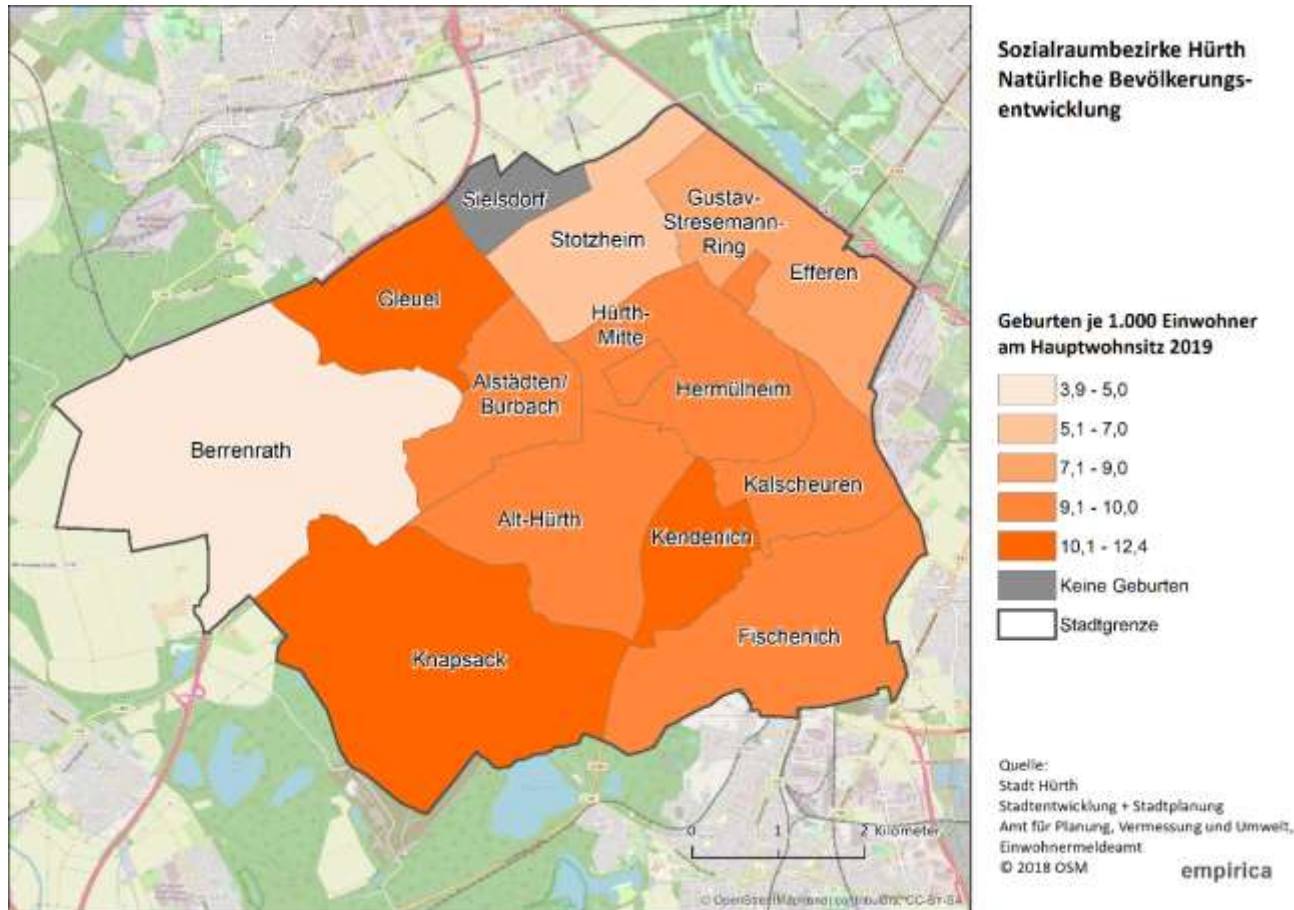 Sozialraumbezirke Hürth
Natürliche Bevölkerungs-
entwicklung
Sielsdorf
Gustav-
Stresemann-
Ring
Stotzheim
Efferen
Gleuel
Hürth-
Mitte
Alstädten/
Burbach
Hermülheim
Berrenrath
Kalscheuren
Alt-Hürth
Kendenich
Fischenich
Knapsack
Geburten je 1.000 Einwohner
am Hauptwohnsitz 2019
3,9 - 5,0
5,1 - 7,0
7,1 - 9,0
9,1 - 10,0
10,1 - 12,4
Keine Geburten
Stadtgrenze
0 1 2 Kilometer
Quelle:
Stadt Hürth
Stadtentwicklung + Stadtplanung
Amt für Planung, Vermessung und Umwelt,
Einwohnermeldeamt
© 2018 OSM
empirica
CC-BY-SA